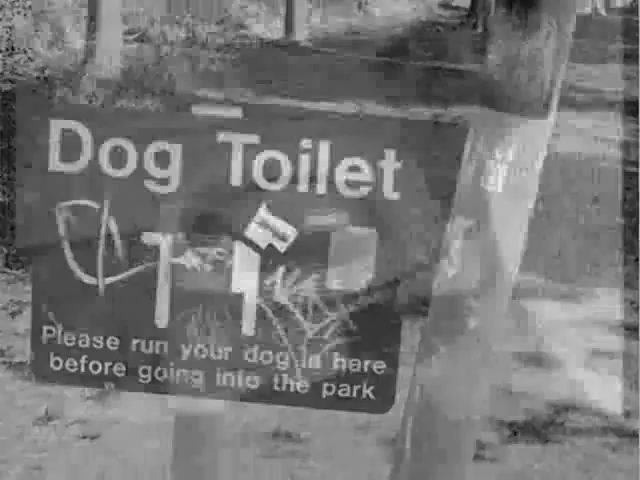 Dog Toilet
Please run your dog in here
before going into the park